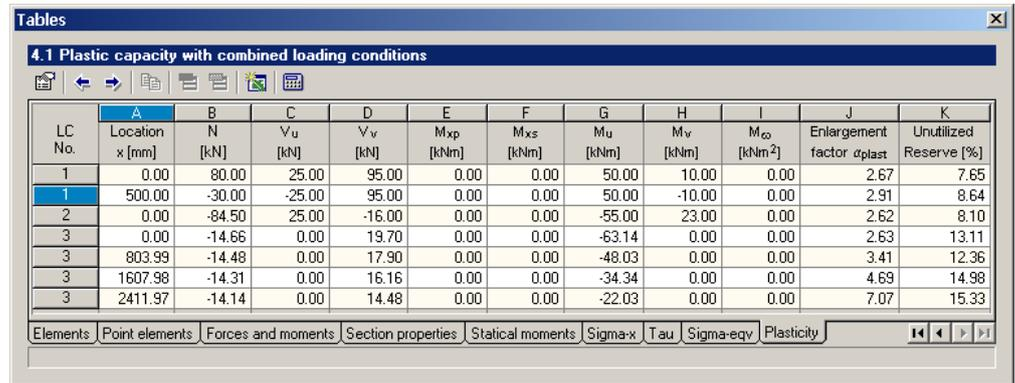 Tables
4.1 Plastic capacity with combined loading conditions
A B C D E F G H I J K
LC Location N Vu Vv Mxp Mxs Mu Mv Mω Enlargement Unutilized
No. x [mm] [kN] [kN] [kN] [kNm] [kNm] [kNm] [kNm] [kNm²] factor αplast Reserve [%]
1 0.00 80.00 25.00 95.00 0.00 0.00 50.00 10.00 0.00 2.67 7.65
1 500.00 -30.00 -25.00 95.00 0.00 0.00 50.00 -10.00 0.00 2.91 8.64
2 0.00 -84.50 25.00 -16.00 0.00 0.00 -55.00 23.00 0.00 2.62 8.10
3 0.00 -14.66 0.00 19.70 0.00 0.00 -63.14 0.00 0.00 2.63 13.11
3 803.99 -14.48 0.00 17.90 0.00 0.00 -48.03 0.00 0.00 3.41 12.36
3 1607.98 -14.31 0.00 16.16 0.00 0.00 -34.34 0.00 0.00 4.69 14.98
3 2411.97 -14.14 0.00 14.48 0.00 0.00 -22.03 0.00 0.00 7.07 15.33
Elements Point elements Forces and moments Section properties Statical moments Sigma-x Tau Sigma-eqv Plasticity